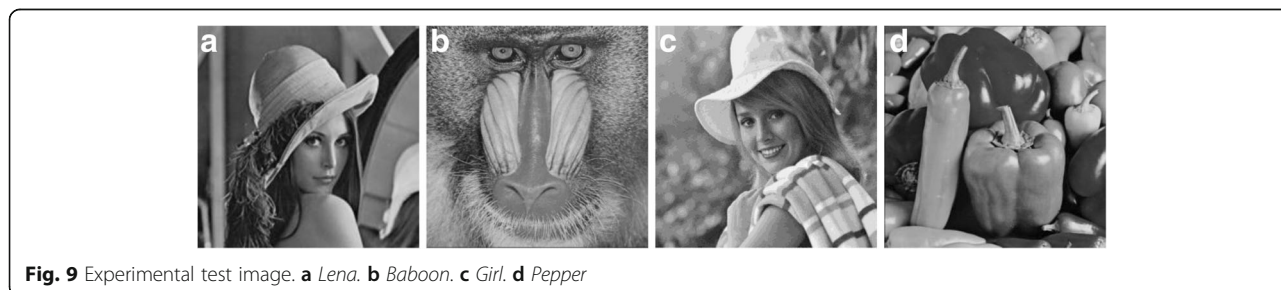 a b c d
Fig. 9 Experimental test image. a Lena. b Baboon. c Girl. d Pepper